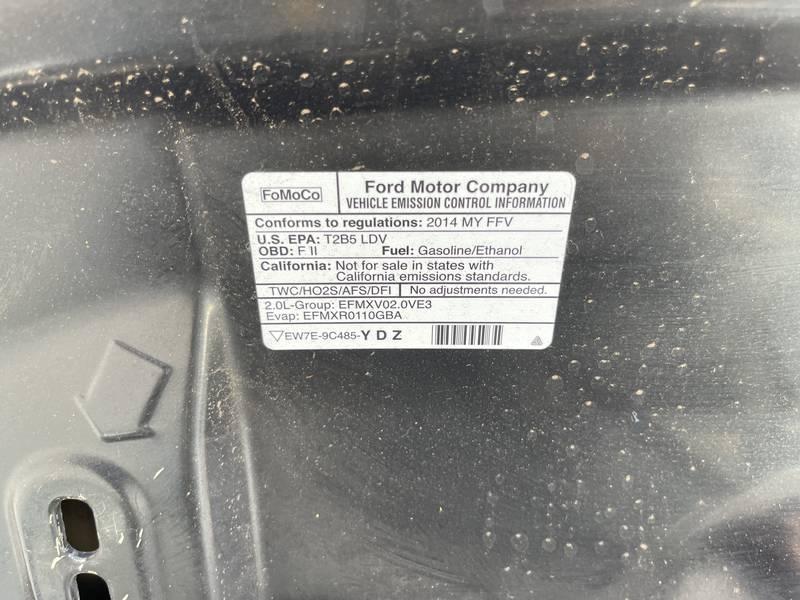 FoMoCo
Ford Motor Company
VEHICLE EMISSION CONTROL INFORMATION
Conforms to regulations: 2014 MY FFV
U.S. EPA: T2B5 LDV
OBD: F II Fuel: Gasoline/Ethanol
California: Not for sale in states with
California emissions standards.
TWC/HO2S/AFS/DFI No adjustments needed.
2.0L-Group: EFMXV02.0VE3
Evap: EFMXR0110GBA
EW7E-9C485-Y D Z